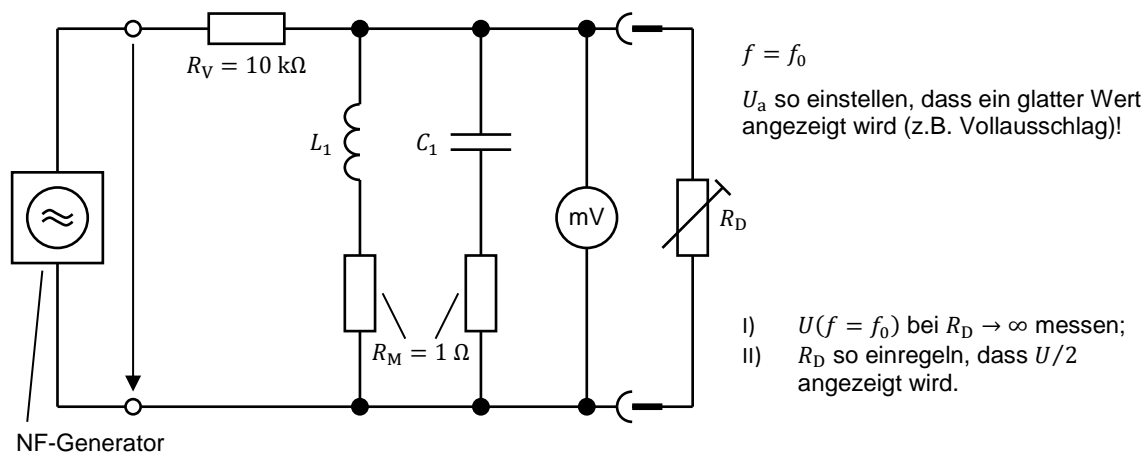 R_V = 10 kΩ
f = f_0
U_a so einstellen, dass ein glatter Wert
angezeigt wird (z.B. Vollausschlag)!
L_1
C_1
mV
R_D
R_M = 1 Ω
I) U(f = f_0) bei R_D → ∞ messen;
II) R_D so einregeln, dass U/2
angezeigt wird.
NF-Generator